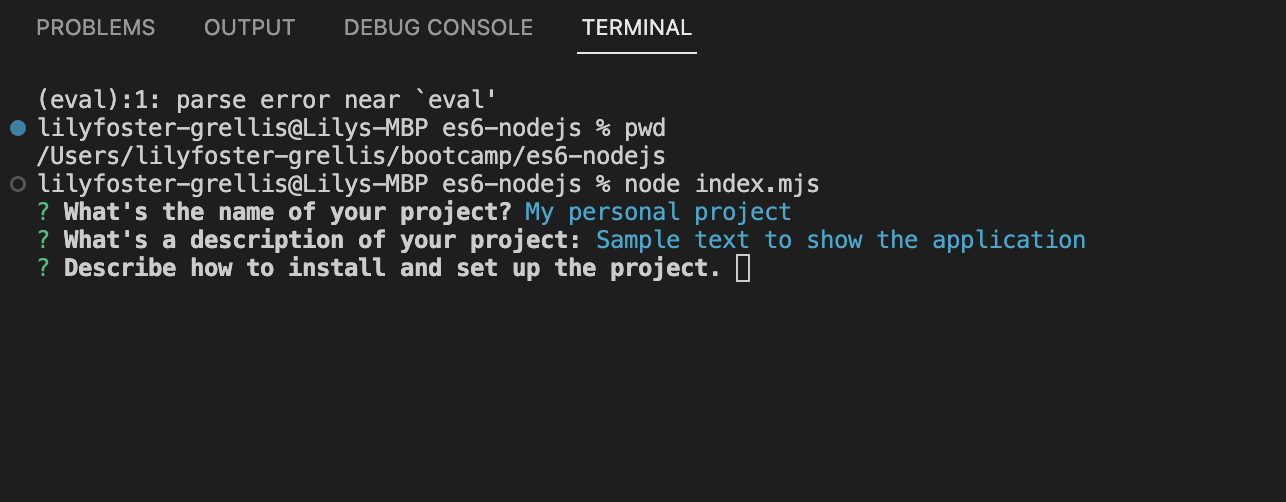 PROBLEMS OUTPUT DEBUG CONSOLE TERMINAL
(eval):1: parse error near `eval'
lilyfoster-grellis@Lilys-MBP es6-nodejs % pwd
/Users/lilyfoster-grellis/bootcamp/es6-nodejs
lilyfoster-grellis@Lilys-MBP es6-nodejs % node index.mjs
? What's the name of your project? My personal project
? What's a description of your project: Sample text to show the application
? Describe how to install and set up the project.